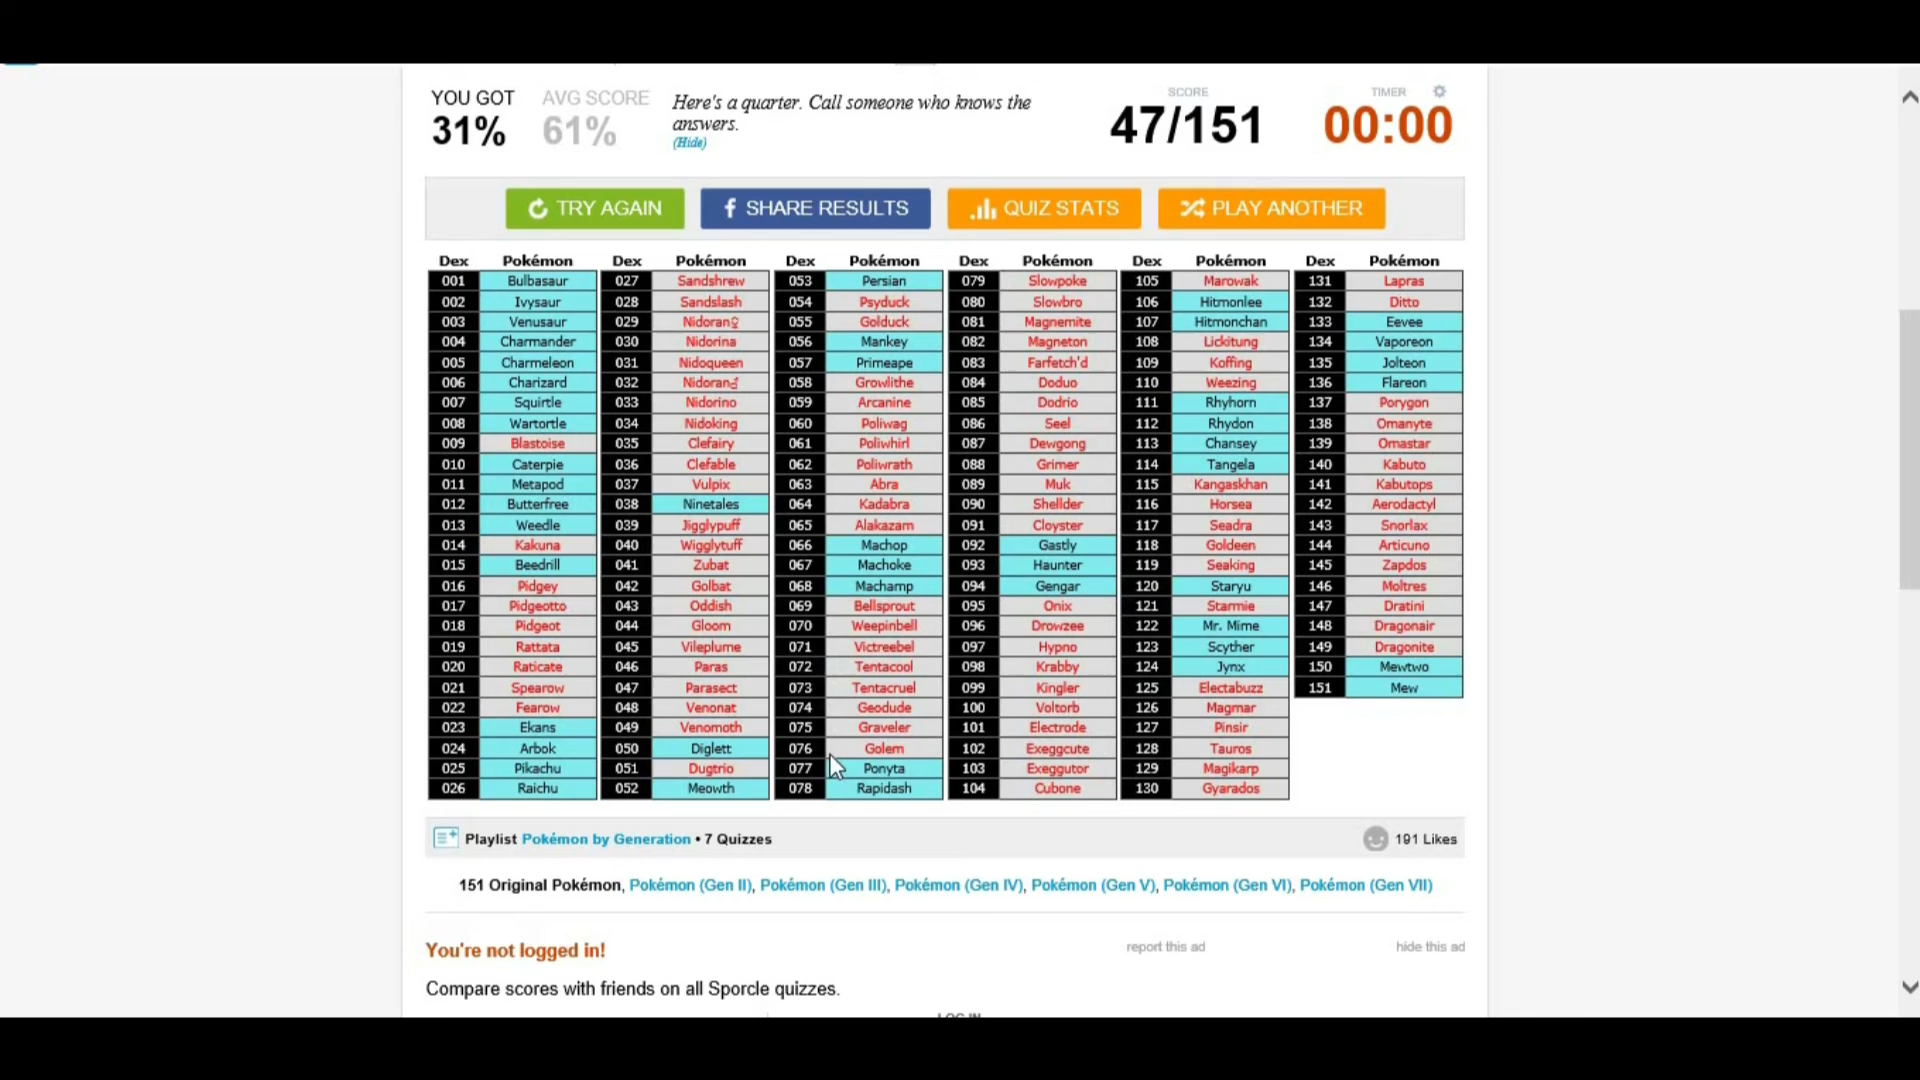 YOU GOT
31%
AVG SCORE
61%
Here's a quarter. Call someone who knows the
answers.
(Hide)
SCORE
47/151
TIMER
00:00
TRY AGAIN
SHARE RESULTS
QUIZ STATS
PLAY ANOTHER
Dex Pokémon Dex Pokémon Dex Pokémon Dex Pokémon Dex Pokémon Dex Pokémon
001 Bulbasaur 027 Sandshrew 053 Persian 079 Slowpoke 105 Marowak 131 Lapras
002 Ivysaur 028 Sandslash 054 Psyduck 080 Slowbro 106 Hitmonlee 132 Ditto
003 Venusaur 029 Nidoran♀ 055 Golduck 081 Magnemite 107 Hitmonchan 133 Eevee
004 Charmander 030 Nidorina 056 Mankey 082 Magneton 108 Lickitung 134 Vaporeon
005 Charmeleon 031 Nidoqueen 057 Primeape 083 Farfetch'd 109 Koffing 135 Jolteon
006 Charizard 032 Nidoran♂ 058 Growlithe 084 Doduo 110 Weezing 136 Flareon
007 Squirtle 033 Nidorino 059 Arcanine 085 Dodrio 111 Rhyhorn 137 Porygon
008 Wartortle 034 Nidoking 060 Poliwag 086 Seel 112 Rhydon 138 Omanyte
009 Blastoise 035 Clefairy 061 Poliwhirl 087 Dewgong 113 Chansey 139 Omastar
010 Caterpie 036 Clefable 062 Poliwrath 088 Grimer 114 Tangela 140 Kabuto
011 Metapod 037 Vulpix 063 Abra 089 Muk 115 Kangaskhan 141 Kabutops
012 Butterfree 038 Ninetales 064 Kadabra 090 Shellder 116 Horsea 142 Aerodactyl
013 Weedle 039 Jigglypuff 065 Alakazam 091 Cloyster 117 Seadra 143 Snorlax
014 Kakuna 040 Wigglytuff 066 Machop 092 Gastly 118 Goldeen 144 Articuno
015 Beedrill 041 Zubat 067 Machoke 093 Haunter 119 Seaking 145 Zapdos
016 Pidgey 042 Golbat 068 Machamp 094 Gengar 120 Staryu 146 Moltres
017 Pidgeotto 043 Oddish 069 Bellsprout 095 Onix 121 Starmie 147 Dratini
018 Pidgeot 044 Gloom 070 Weepinbell 096 Drowzee 122 Mr. Mime 148 Dragonair
019 Rattata 045 Vileplume 071 Victreebel 097 Hypno 123 Scyther 149 Dragonite
020 Raticate 046 Paras 072 Tentacool 098 Krabby 124 Jynx 150 Mewtwo
021 Spearow 047 Parasect 073 Tentacruel 099 Kingler 125 Electabuzz 151 Mew
022 Fearow 048 Venonat 074 Geodude 100 Voltorb 126 Magmar
023 Ekans 049 Venomoth 075 Graveler 101 Electrode 127 Pinsir
024 Arbok 050 Diglett 076 Golem 102 Exeggcute 128 Tauros
025 Pikachu 051 Dugtrio 077 Ponyta 103 Exeggutor 129 Magikarp
026 Raichu 052 Meowth 078 Rapidash 104 Cubone 130 Gyarados
Playlist Pokémon by Generation • 7 Quizzes
191 Likes
151 Original Pokémon, Pokémon (Gen II), Pokémon (Gen III), Pokémon (Gen IV), Pokémon (Gen V), Pokémon (Gen VI), Pokémon (Gen VII)
You're not logged in!
report this ad
hide this ad
Compare scores with friends on all Sporcle quizzes.
LOG IN